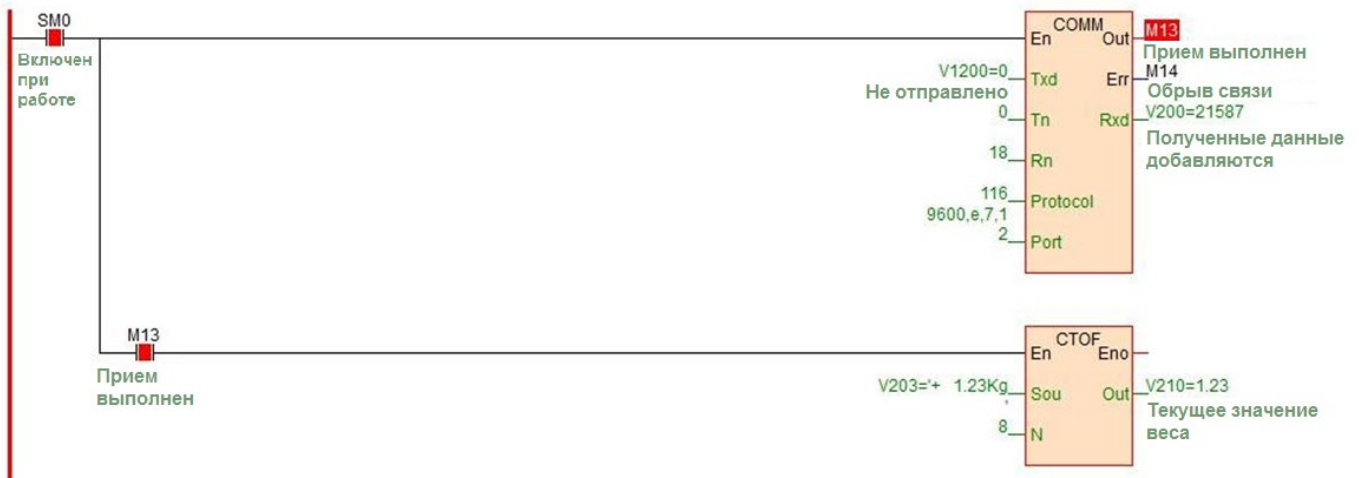 SM0
Включен
при
работе
COMM
En Out M13
Прием выполнен
V1200=0 Txd Err M14
Не отправлено
Обрыв связи
0 Tn Rxd V200=21587
Полученные данные
добавляются
18 Rn
116 Protocol
9600,e,7,1
2 Port
M13
Прием
выполнен
CTOF
En Eno
V203='+ 1.23Kg
' Sou Out V210=1.23
Текущее значение
веса
8 N